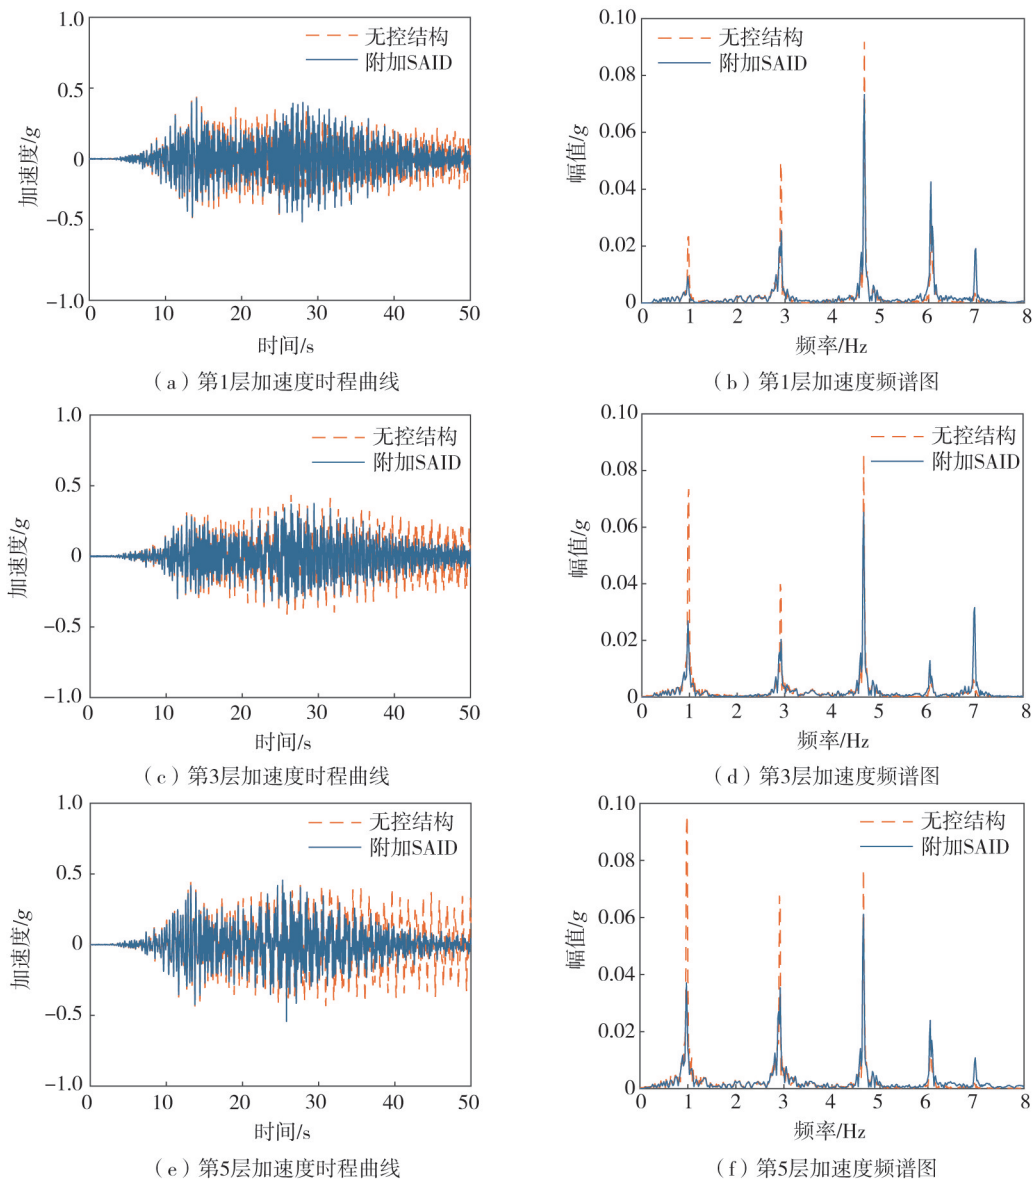 1.0
无控结构
附加SAID
0.5
0
-0.5
-1.0
加速度/g
0 10 20 30 40 50
时间/s
(a)第1层加速度时程曲线
0.10
无控结构
附加SAID
0.08
0.06
0.04
0.02
0
幅值/g
0 1 2 3 4 5 6 7 8
频率/Hz
(b)第1层加速度频谱图
1.0
无控结构
附加SAID
0.5
0
-0.5
-1.0
加速度/g
0 10 20 30 40 50
时间/s
(c)第3层加速度时程曲线
0.10
无控结构
附加SAID
0.08
0.06
0.04
0.02
0
幅值/g
0 1 2 3 4 5 6 7 8
频率/Hz
(d)第3层加速度频谱图
1.0
无控结构
附加SAID
0.5
0
-0.5
-1.0
加速度/g
0 10 20 30 40 50
时间/s
(e)第5层加速度时程曲线
0.10
无控结构
附加SAID
0.08
0.06
0.04
0.02
0
幅值/g
0 1 2 3 4 5 6 7 8
频率/Hz
(f)第5层加速度频谱图